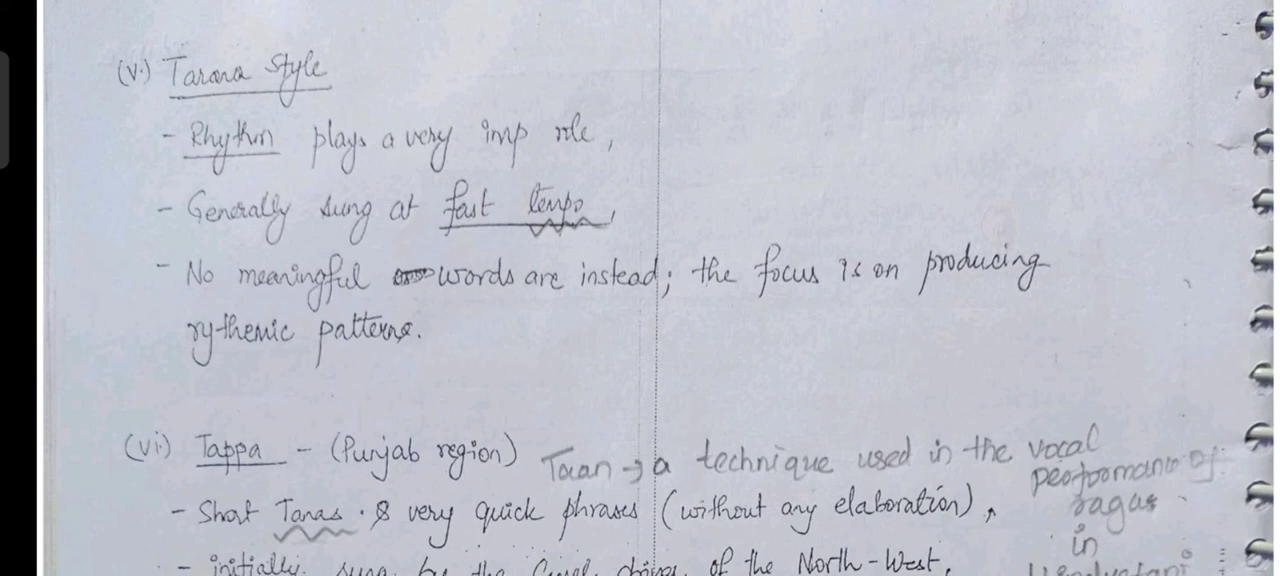 (v.) Tarana Style
- Rhythm plays a very imp role,
- Generally sung at fast tempo,
- No meaningful words are instead; the focus is on producing
rythemic patterns.
(vi) Tappa - (Punjab region) Taan → a technique used in the vocal
performance of
ragas
in
- Short Tanas & very quick phrases (without any elaboration),
- initially sung by the Camel drivers of the North-West.